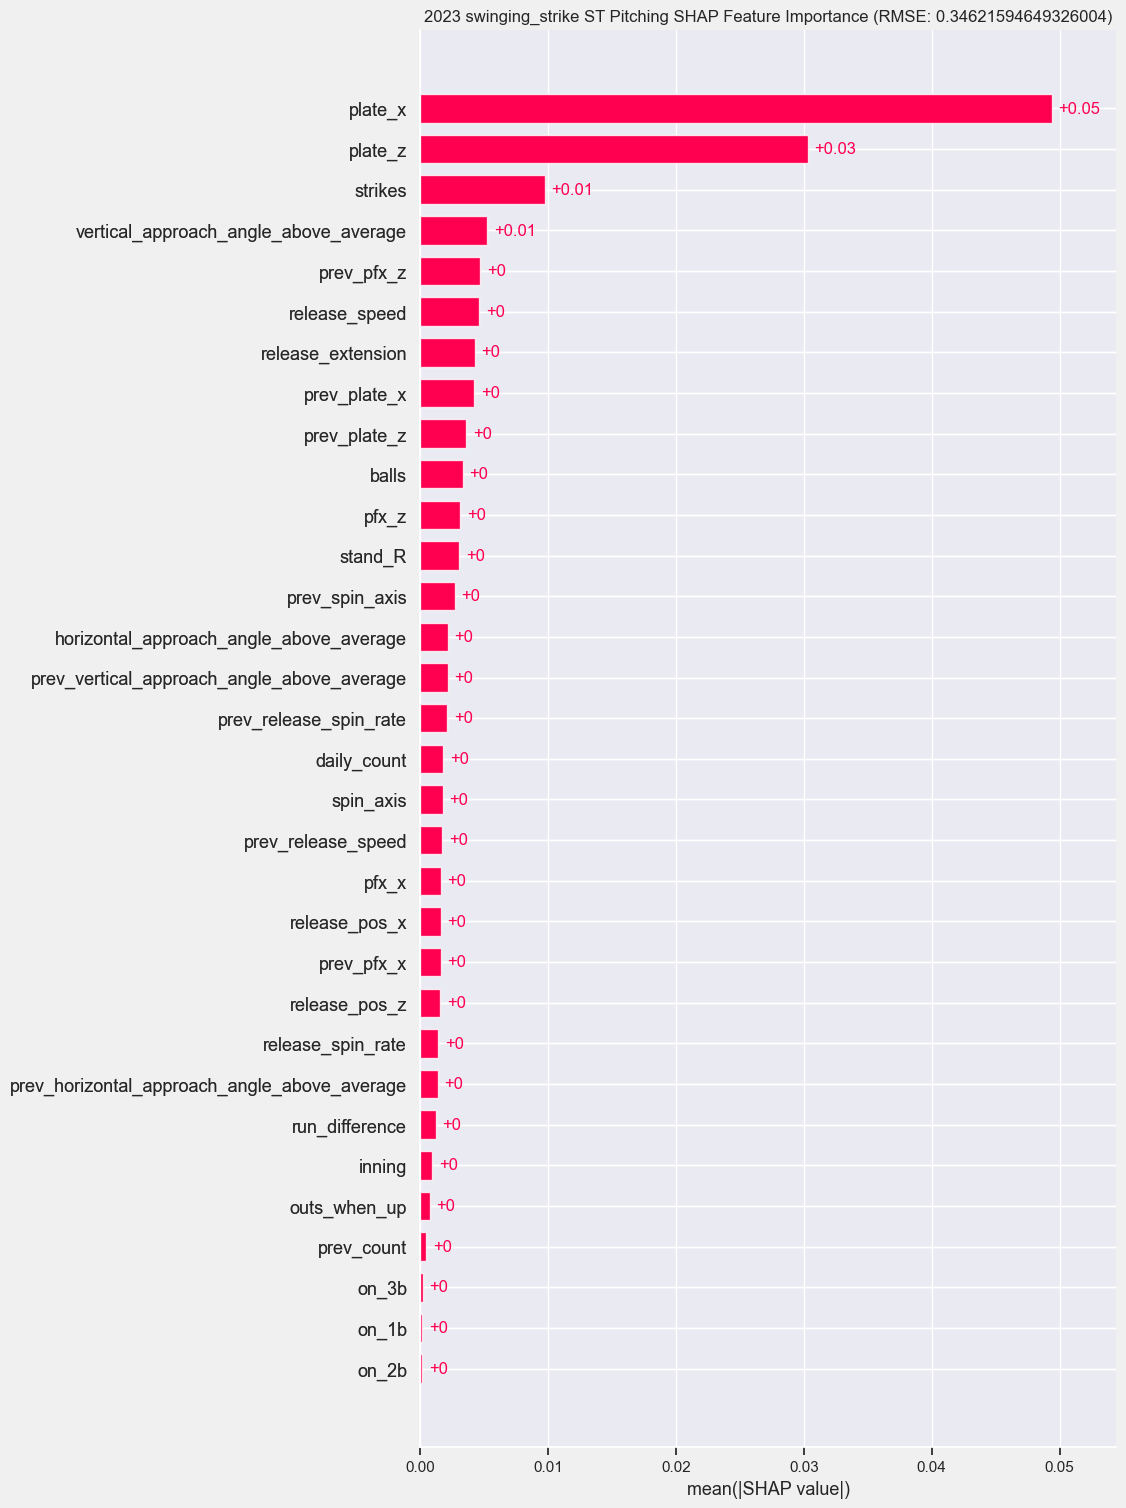 2023 swinging_strike ST Pitching SHAP Feature Importance (RMSE: 0.34621594649326004)
plate_x +0.05
plate_z +0.03
strikes +0.01
vertical_approach_angle_above_average +0.01
prev_pfx_z +0
release_speed +0
release_extension +0
prev_plate_x +0
prev_plate_z +0
balls +0
pfx_z +0
stand_R +0
prev_spin_axis +0
horizontal_approach_angle_above_average +0
prev_vertical_approach_angle_above_average +0
prev_release_spin_rate +0
daily_count +0
spin_axis +0
prev_release_speed +0
pfx_x +0
release_pos_x +0
prev_pfx_x +0
release_pos_z +0
release_spin_rate +0
prev_horizontal_approach_angle_above_average +0
run_difference +0
inning +0
outs_when_up +0
prev_count +0
on_3b +0
on_1b +0
on_2b +0
0.00 0.01 0.02 0.03 0.04 0.05
mean(|SHAP value|)